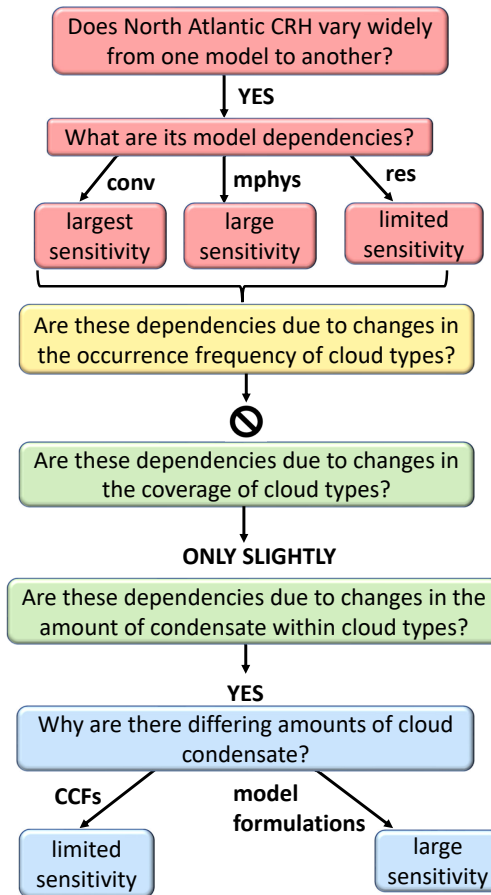 Does North Atlantic CRH vary widely
from one model to another?
YES
What are its model dependencies?
conv
mphys
res
largest
sensitivity
large
sensitivity
limited
sensitivity
Are these dependencies due to changes in
the occurrence frequency of cloud types?
Are these dependencies due to changes in
the coverage of cloud types?
ONLY SLIGHTLY
Are these dependencies due to changes in the
amount of condensate within cloud types?
YES
Why are there differing amounts of cloud
condensate?
CCFs
model
formulations
limited
sensitivity
large
sensitivity